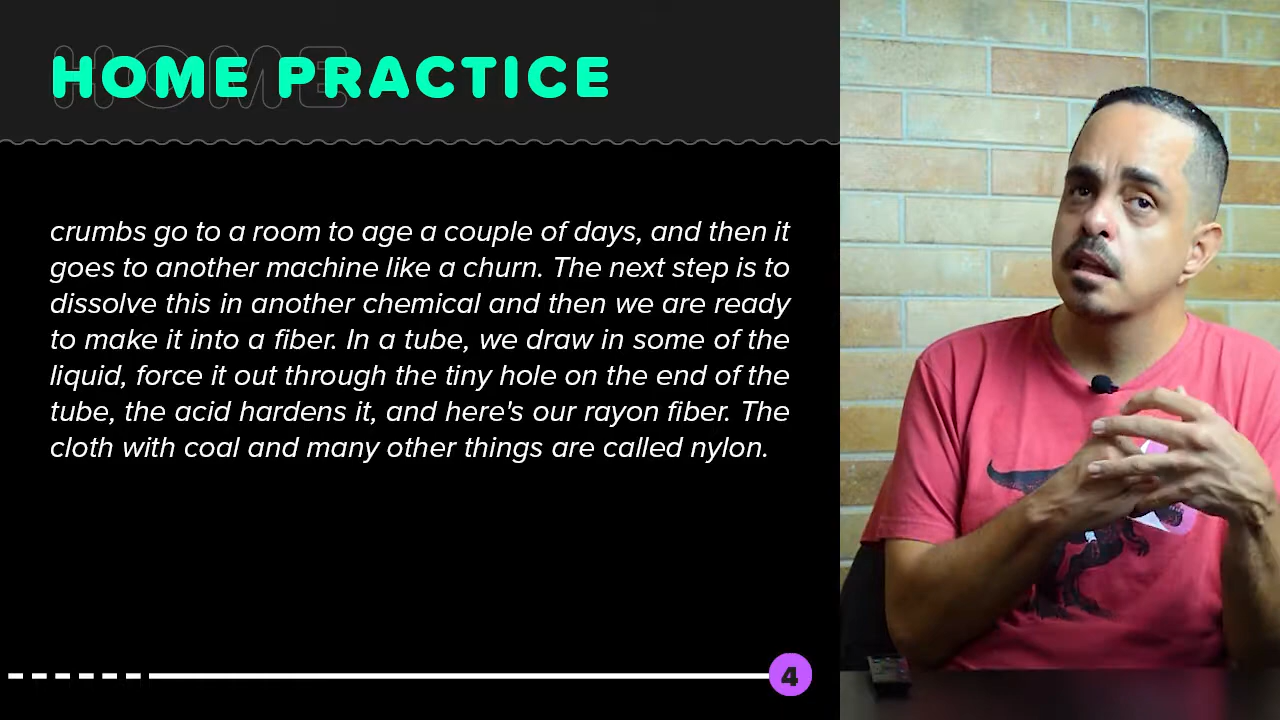 HOME PRACTICE
crumbs go to a room to age a couple of days, and then it
goes to another machine like a churn. The next step is to
dissolve this in another chemical and then we are ready
to make it into a fiber. In a tube, we draw in some of the
liquid, force it out through the tiny hole on the end of the
tube, the acid hardens it, and here's our rayon fiber. The
cloth with coal and many other things are called nylon.
4